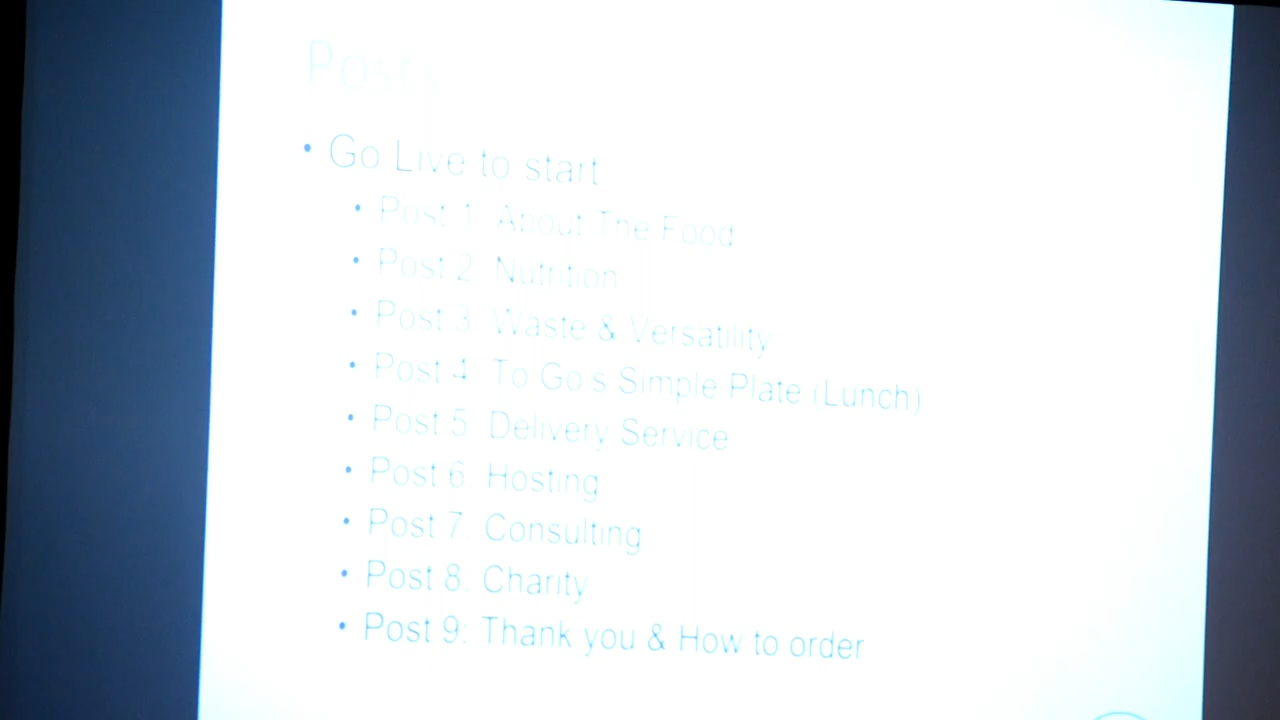 Posts
• Go Live to start
• Post 1: About The Food
• Post 2: Nutrition
• Post 3: Waste & Versatility
• Post 4: To Go's Simple Plate (Lunch)
• Post 5: Delivery Service
• Post 6: Hosting
• Post 7: Consulting
• Post 8: Charity
• Post 9: Thank you & How to order